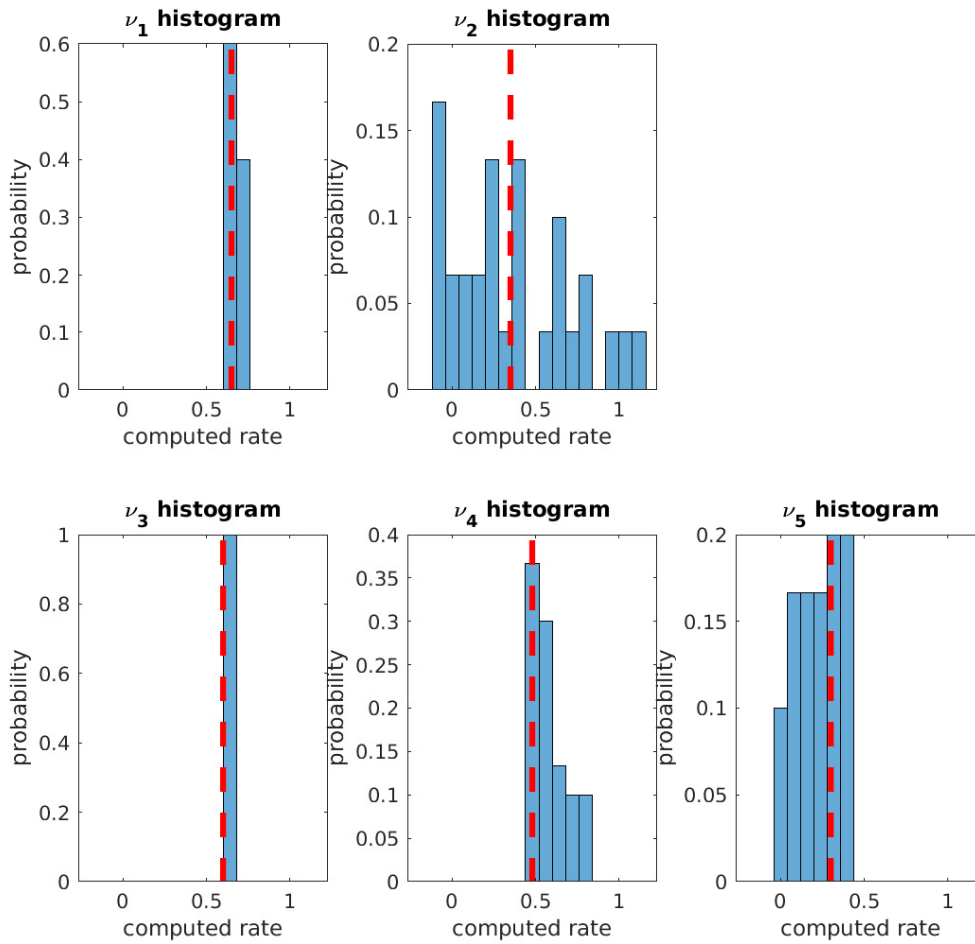 ν1 histogram
probability
0.6
0.5
0.4
0.3
0.2
0.1
0
0 0.5 1
computed rate
ν2 histogram
probability
0.2
0.15
0.1
0.05
0
0 0.5 1
computed rate
ν3 histogram
probability
1
0.8
0.6
0.4
0.2
0
0 0.5 1
computed rate
ν4 histogram
probability
0.4
0.35
0.3
0.25
0.2
0.15
0.1
0.05
0
0 0.5 1
computed rate
ν5 histogram
probability
0.2
0.15
0.1
0.05
0
0 0.5 1
computed rate